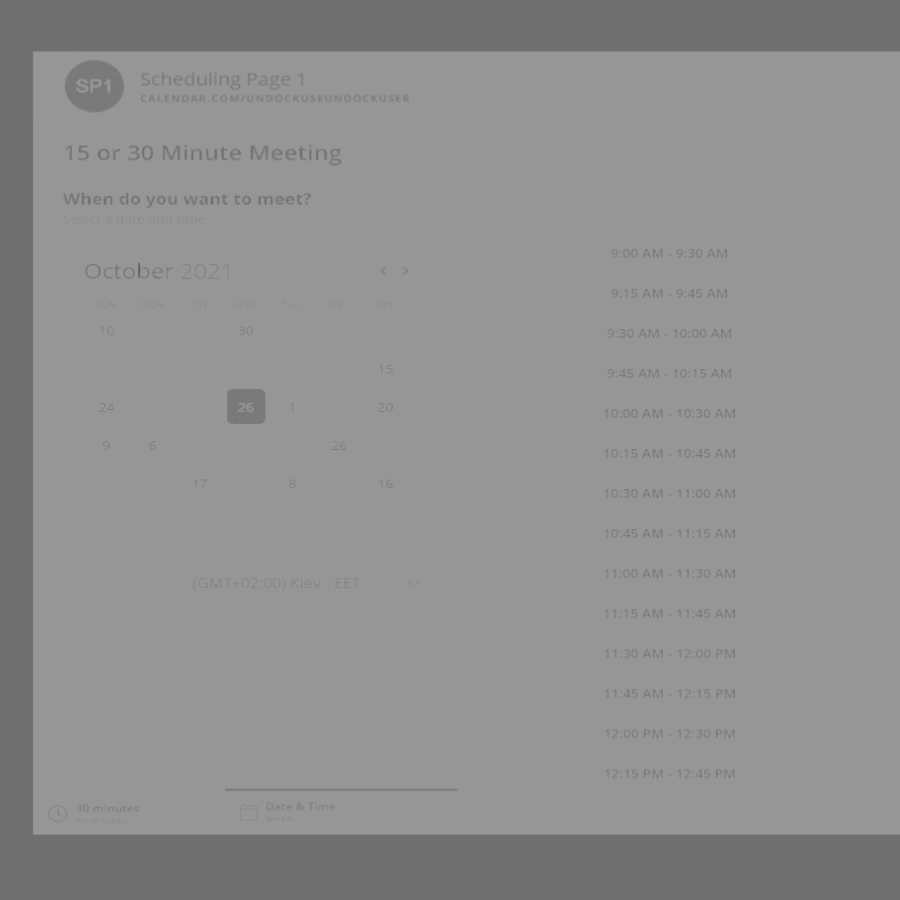 SP1
Scheduling Page 1
CALENDAR.COM/UNDOCKUSEUNDOCKUSER
15 or 30 Minute Meeting
When do you want to meet?
Select a date and time
October 2021
SUN MON TUE WED THU FRI SAT
10 30
15
24 26 1 20
9 6 26
17 8 16
(GMT+02:00) Kiev - EET
9:00 AM - 9:30 AM
9:15 AM - 9:45 AM
9:30 AM - 10:00 AM
9:45 AM - 10:15 AM
10:00 AM - 10:30 AM
10:15 AM - 10:45 AM
10:30 AM - 11:00 AM
10:45 AM - 11:15 AM
11:00 AM - 11:30 AM
11:15 AM - 11:45 AM
11:30 AM - 12:00 PM
11:45 AM - 12:15 PM
12:00 PM - 12:30 PM
12:15 PM - 12:45 PM
30 minutes
HOW LONG
Date & Time
WHEN